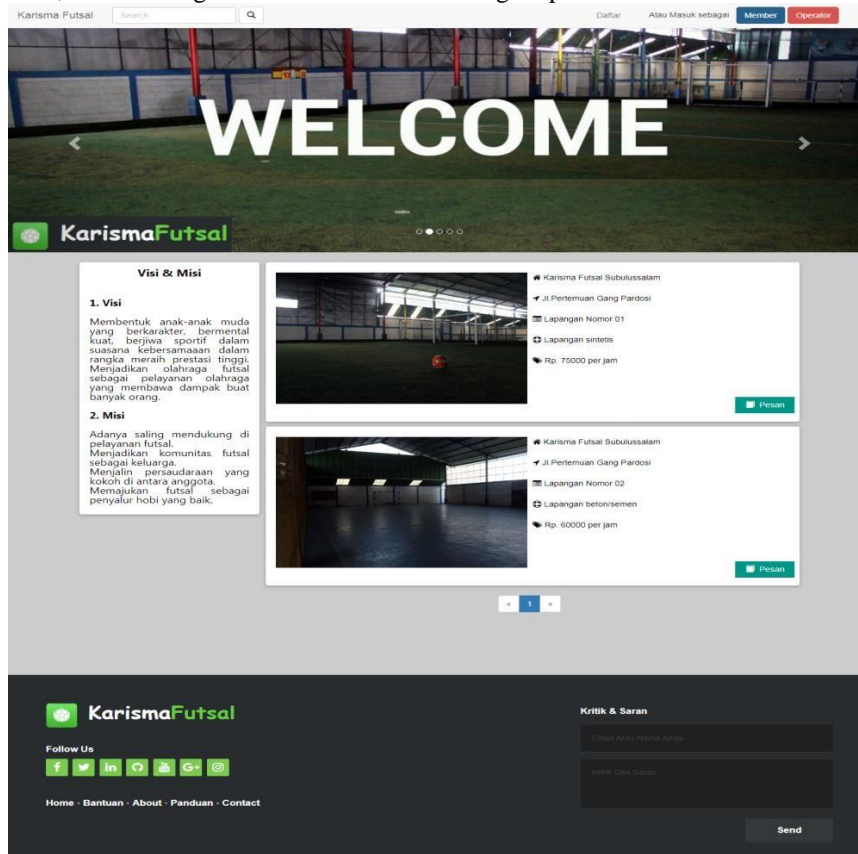 Karisma Futsal
Search
Daftar
Atau Masuk sebagai
Member
Operator
WELCOME
KarismaFutsal
Visi & Misi
1. Visi
Membentuk anak-anak muda
yang berkarakter, bermental
kuat, berjiwa sportif dalam
suasana kebersamaaan dalam
rangka meraih prestasi tinggi.
Menjadikan olahraga futsal
sebagai pelayanan olahraga
yang membawa dampak buat
banyak orang.
2. Misi
Adanya saling mendukung di
pelayanan futsal.
Menjadikan komunitas futsal
sebagai keluarga.
Menjalin persaudaraan yang
kokoh di antara anggota.
Memajukan futsal sebagai
penyalur hobi yang baik.
Karisma Futsal Subulussalam
Jl.Pertemuan Gang Pardosi
Lapangan Nomor 01
Lapangan sintetis
Rp. 75000 per jam
Pesan
Karisma Futsal Subulussalam
Jl.Pertemuan Gang Pardosi
Lapangan Nomor 02
Lapangan beton/semen
Rp. 60000 per jam
Pesan
« 1 »
KarismaFutsal
Follow Us
Home - Bantuan - About - Panduan - Contact
Kritik & Saran
Email Atau Nama Anda
Kritik Dan Saran
Send